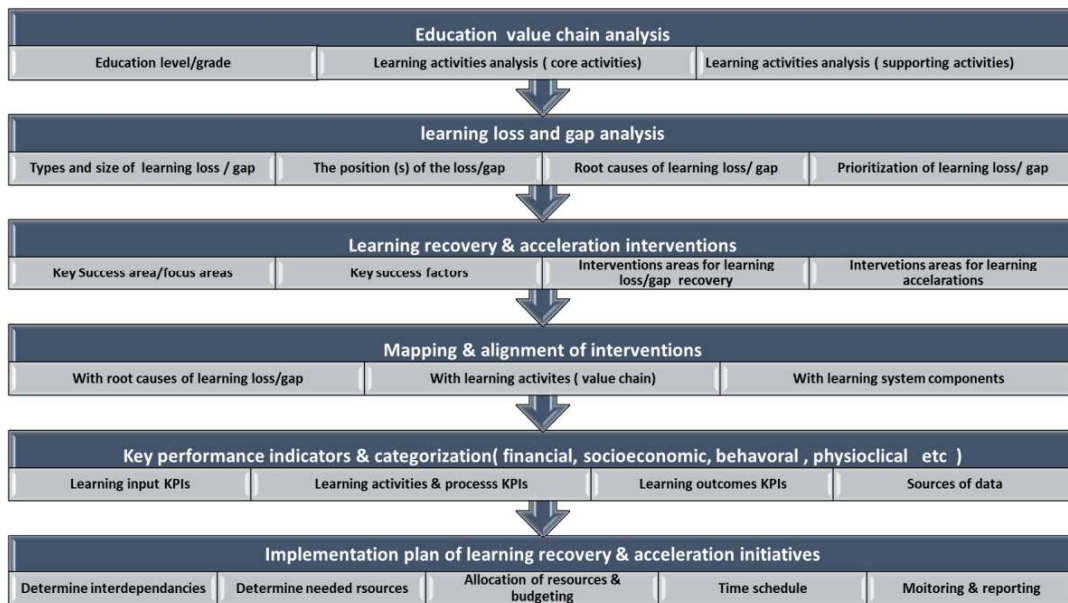 Education value chain analysis
Education level/grade
Learning activities analysis ( core activities)
Learning activities analysis ( supporting activities)
learning loss and gap analysis
Types and size of learning loss / gap
The position (s) of the loss/gap
Root causes of learning loss/ gap
Prioritization of learning loss/ gap
Learning recovery & acceleration interventions
Key Success area/focus areas
Key success factors
Interventions areas for learning
loss/gap recovery
Intervetions areas for learning
accelarations
Mapping & alignment of interventions
With root causes of learning loss/gap
With learning activites ( value chain)
With learning system components
Key performance indicators & categorization( financial, socioeconomic, behavoral , physioclical etc )
Learning input KPIs
Learning activities & processs KPIs
Learning outcomes KPIs
Sources of data
Implementation plan of learning recovery & acceleration initiatives
Determine interdependancies
Determine needed rsources
Allocation of resources &
budgeting
Time schedule
Moitoring & reporting